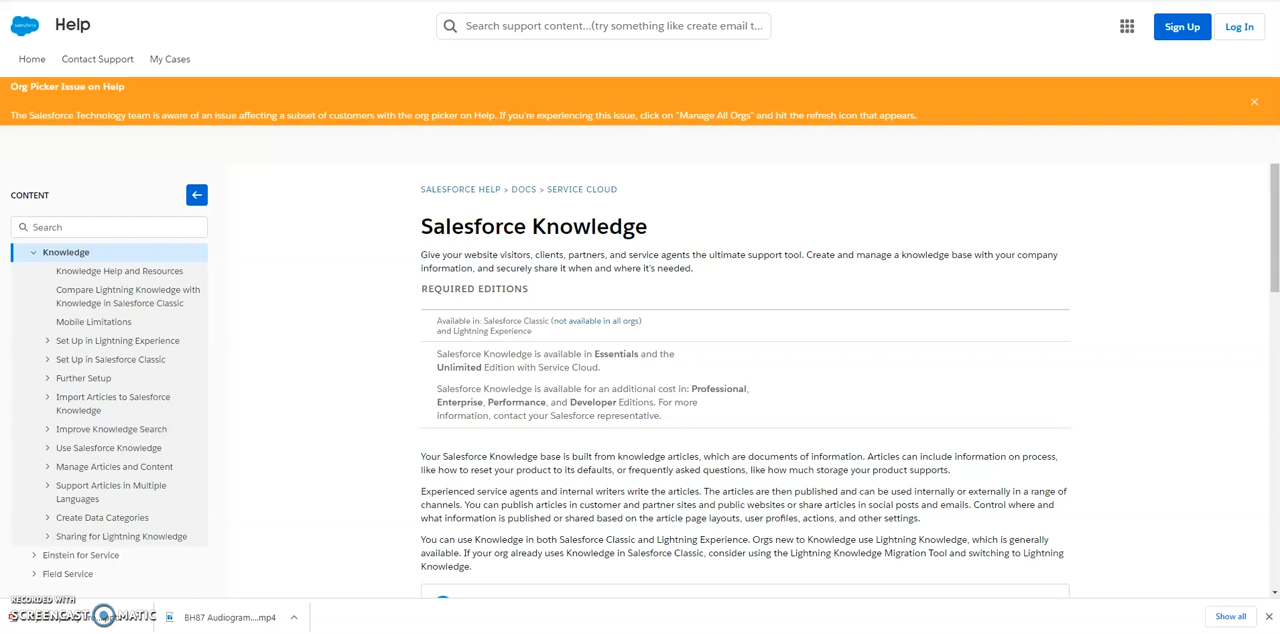 salesforce
Help
Search support content...(try something like create email t...
Sign Up
Log In
Home
Contact Support
My Cases
Org Picker Issue on Help
The Salesforce Technology team is aware of an issue affecting a subset of customers with the org picker on Help. If you're experiencing this issue, click on "Manage All Orgs" and hit the refresh icon that appears.
CONTENT
Search
Knowledge
Knowledge Help and Resources
Compare Lightning Knowledge with
Knowledge in Salesforce Classic
Mobile Limitations
Set Up in Lightning Experience
Set Up in Salesforce Classic
Further Setup
Import Articles to Salesforce
Knowledge
Improve Knowledge Search
Use Salesforce Knowledge
Manage Articles and Content
Support Articles in Multiple
Languages
Create Data Categories
Sharing for Lightning Knowledge
Einstein for Service
Field Service
SALESFORCE HELP > DOCS > SERVICE CLOUD
Salesforce Knowledge
Give your website visitors, clients, partners, and service agents the ultimate support tool. Create and manage a knowledge base with your company
information, and securely share it when and where it's needed.
REQUIRED EDITIONS
Available in: Salesforce Classic (not available in all orgs)
and Lightning Experience
Salesforce Knowledge is available in Essentials and the
Unlimited Edition with Service Cloud.
Salesforce Knowledge is available for an additional cost in: Professional,
Enterprise, Performance, and Developer Editions. For more
information, contact your Salesforce representative.
Your Salesforce Knowledge base is built from knowledge articles, which are documents of information. Articles can include information on process,
like how to reset your product to its defaults, or frequently asked questions, like how much storage your product supports.
Experienced service agents and internal writers write the articles. The articles are then published and can be used internally or externally in a range of
channels. You can publish articles in customer and partner sites and public websites or share articles in social posts and emails. Control where and
what information is published or shared based on the article page layouts, user profiles, actions, and other settings.
You can use Knowledge in both Salesforce Classic and Lightning Experience. Orgs new to Knowledge use Lightning Knowledge, which is generally
available. If your org already uses Knowledge in Salesforce Classic, consider using the Lightning Knowledge Migration Tool and switching to Lightning
Knowledge.
RECORDED WITH
SCREENCAST MATIC
BH87 Audiogram....mp4
Show all